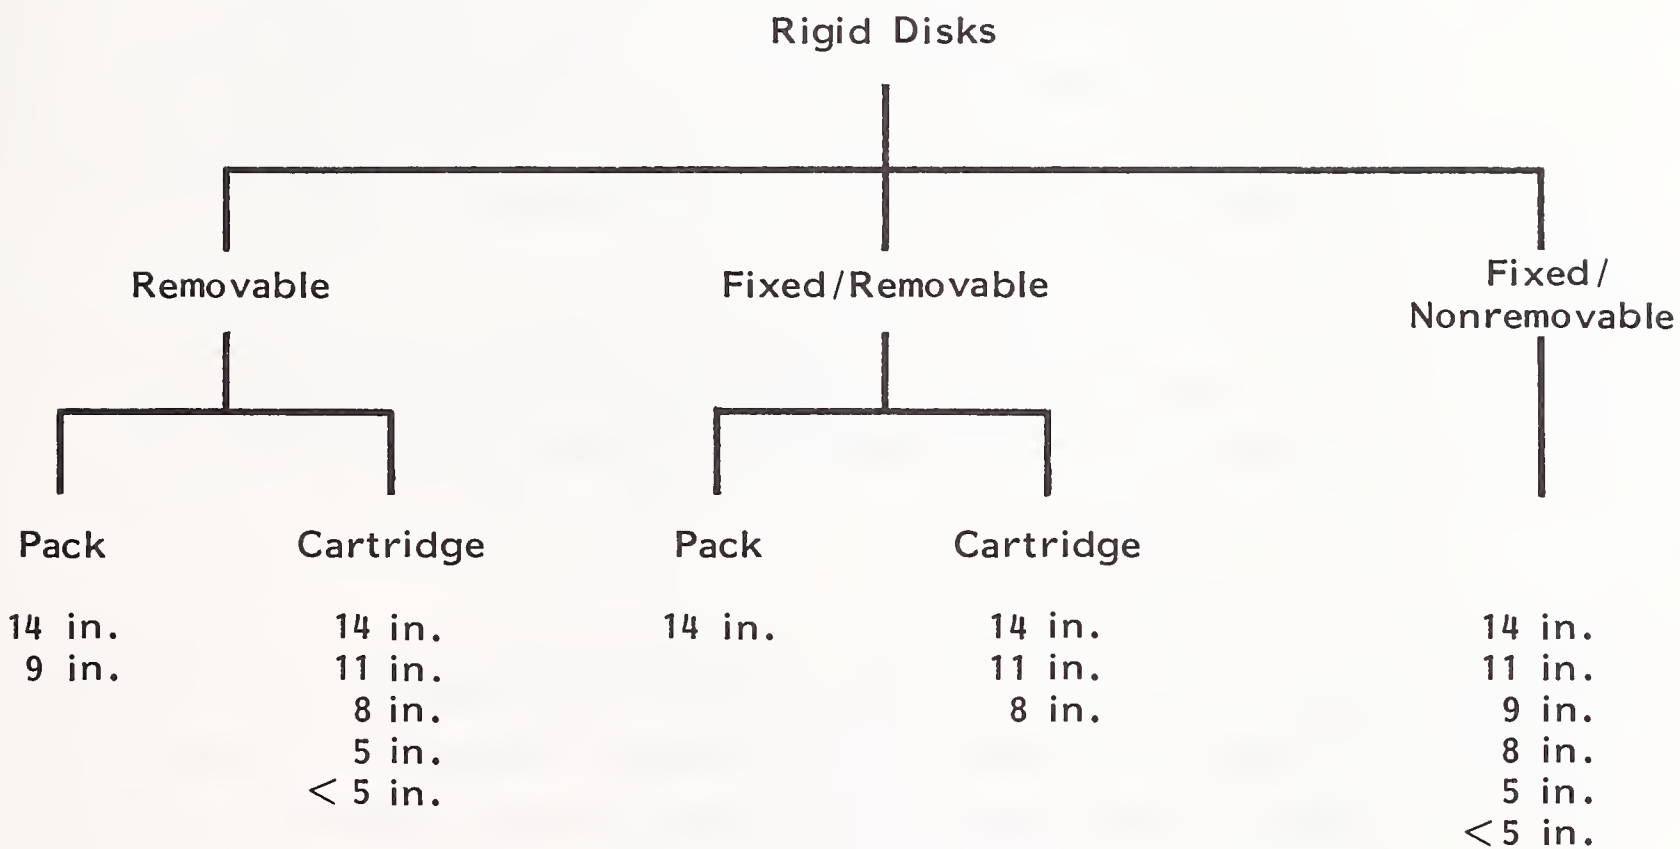 Rigid Disks
Removable
Fixed/Removable
Fixed/
Nonremovable
Pack
Cartridge
Pack
Cartridge
14 in.
9 in.
14 in.
11 in.
8 in.
5 in.
< 5 in.
14 in.
14 in.
11 in.
8 in.
14 in.
11 in.
9 in.
8 in.
5 in.
< 5 in.